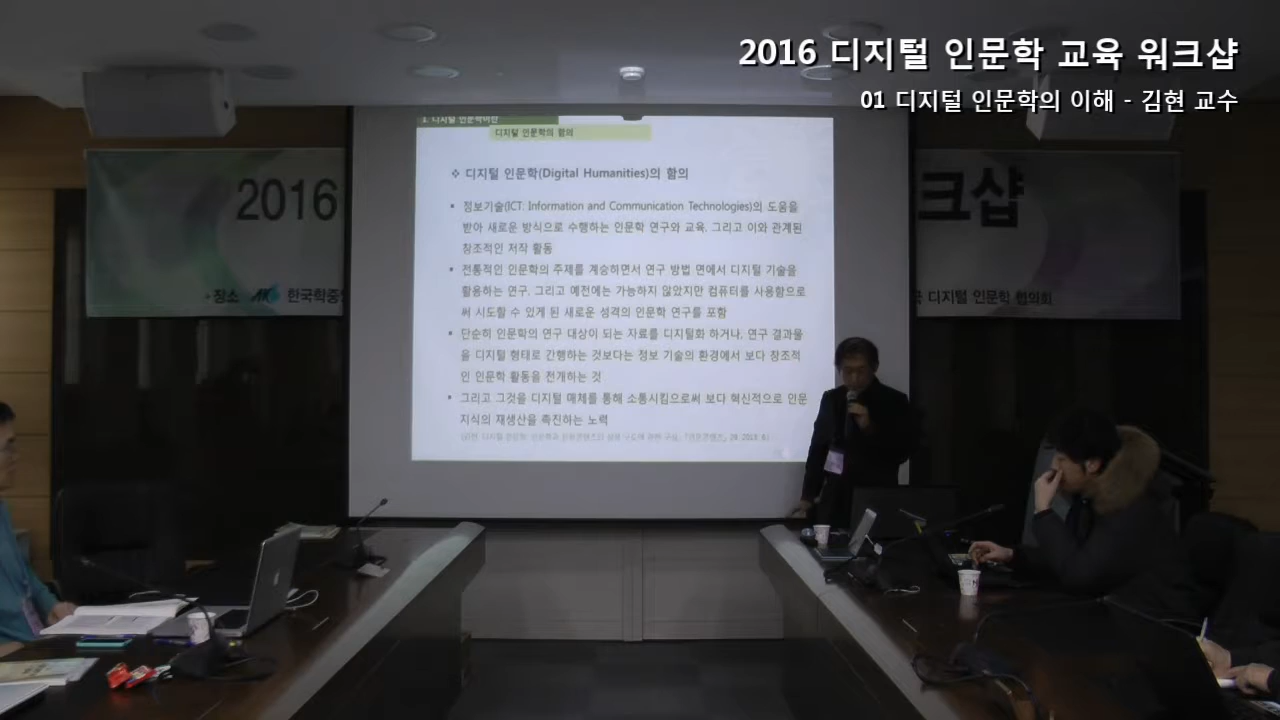 2016 디지털 인문학 교육 워크샵
01 디지털 인문학의 이해 - 김현 교수
1. 디지털 인문학이란
디지털 인문학의 함의
❖ 디지털 인문학(Digital Humanities)의 함의
▪ 정보기술(ICT: Information and Communication Technologies)의 도움을
받아 새로운 방식으로 수행하는 인문학 연구와 교육, 그리고 이와 관계된
창조적인 저작 활동
▪ 전통적인 인문학의 주제를 계승하면서 연구 방법 면에서 디지털 기술을
활용하는 연구, 그리고 예전에는 가능하지 않았지만 컴퓨터를 사용함으로
써 시도할 수 있게 된 새로운 성격의 인문학 연구를 포함
▪ 단순히 인문학의 연구 대상이 되는 자료를 디지털화 하거나, 연구 결과물
을 디지털 형태로 간행하는 것보다는 정보 기술의 환경에서 보다 창조적
인 인문학 활동을 전개하는 것
▪ 그리고 그것을 디지털 매체를 통해 소통시킴으로써 보다 혁신적으로 인문
지식의 재생산을 촉진하는 노력
2016
크샵
장소 한국학중앙
디지털 인문학 협의회